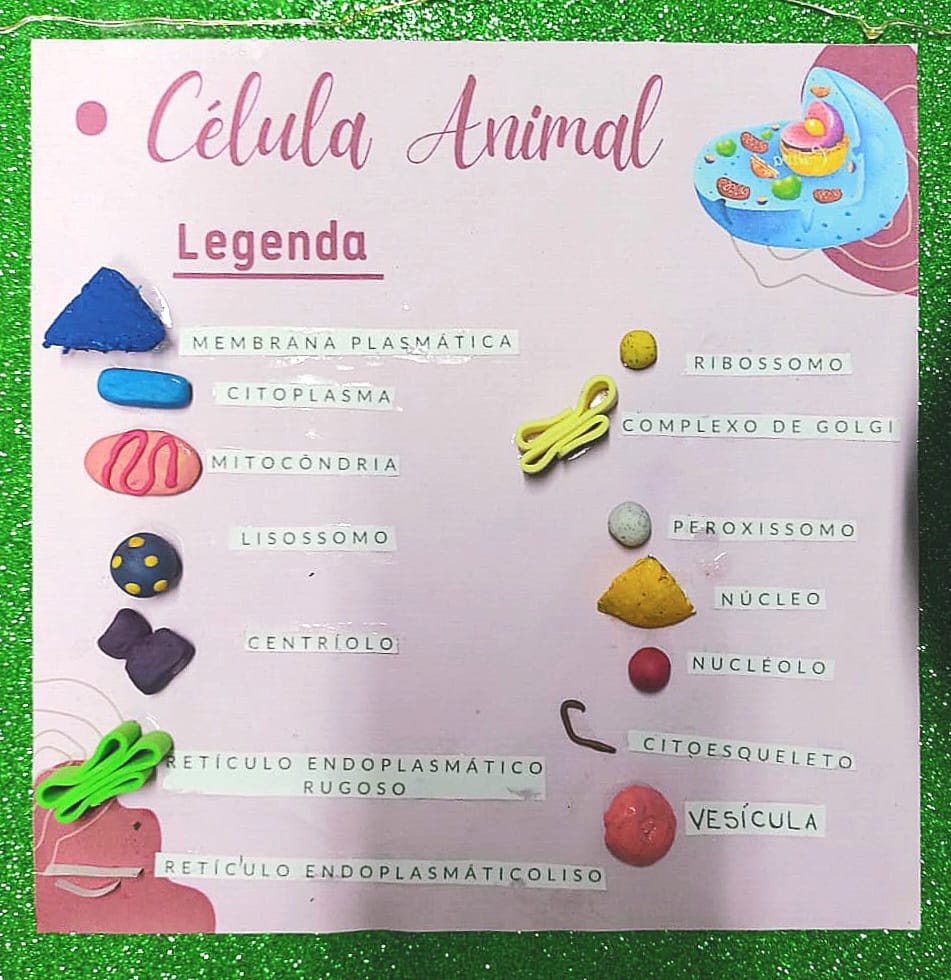 Célula Animal
Legenda
MEMBRANA PLASMÁTICA
CITOPLASMA
MITOCÔNDRIA
LISOSSOMO
CENTRÍOLO
RETÍCULO ENDOPLASMÁTICO
RUGOSO
RETÍCULO ENDOPLASMÁTICOLISO
RIBOSSOMO
COMPLEXO DE GOLGI
PEROXISSOMO
NÚCLEO
NUCLÉOLO
CITOESQUELETO
VESÍCULA